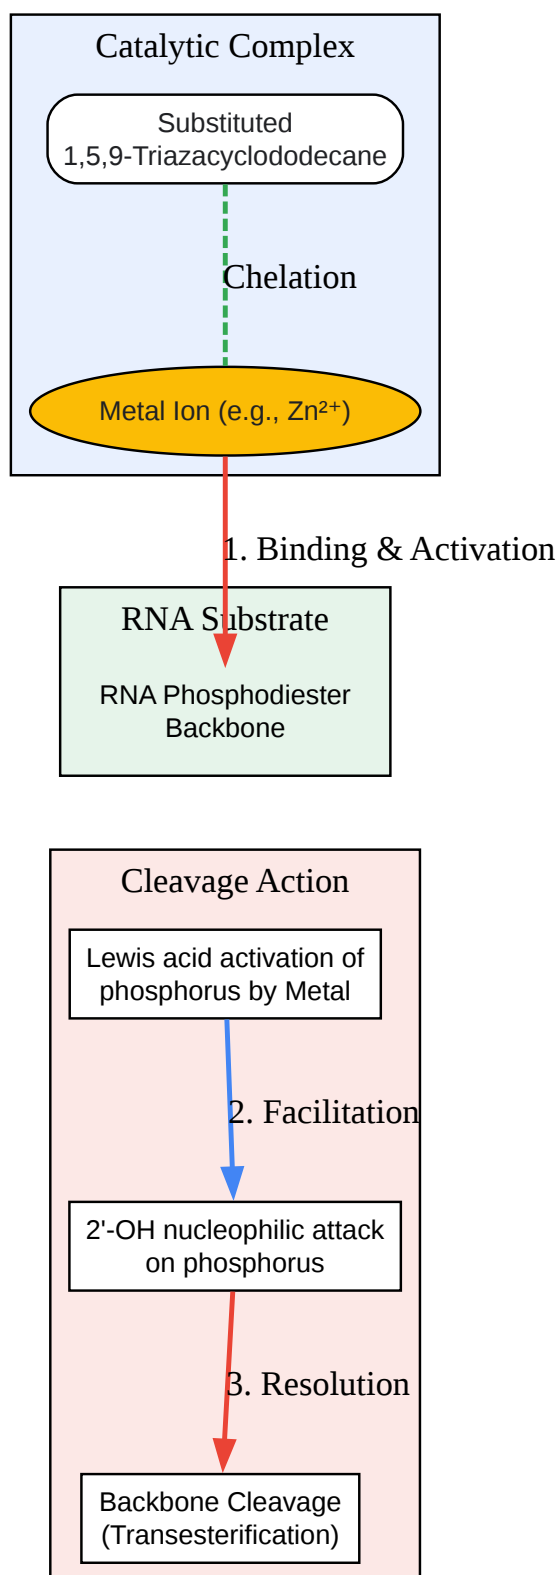 Catalytic Complex
Substituted
1,5,9-Triazacyclododecane
Chelation
Metal Ion (e.g., Zn²⁺)
1. Binding & Activation
RNA Substrate
RNA Phosphodiester
Backbone
Cleavage Action
Lewis acid activation of
phosphorus by Metal
2. Facilitation
2'-OH nucleophilic attack
on phosphorus
3. Resolution
Backbone Cleavage
(Transesterification)